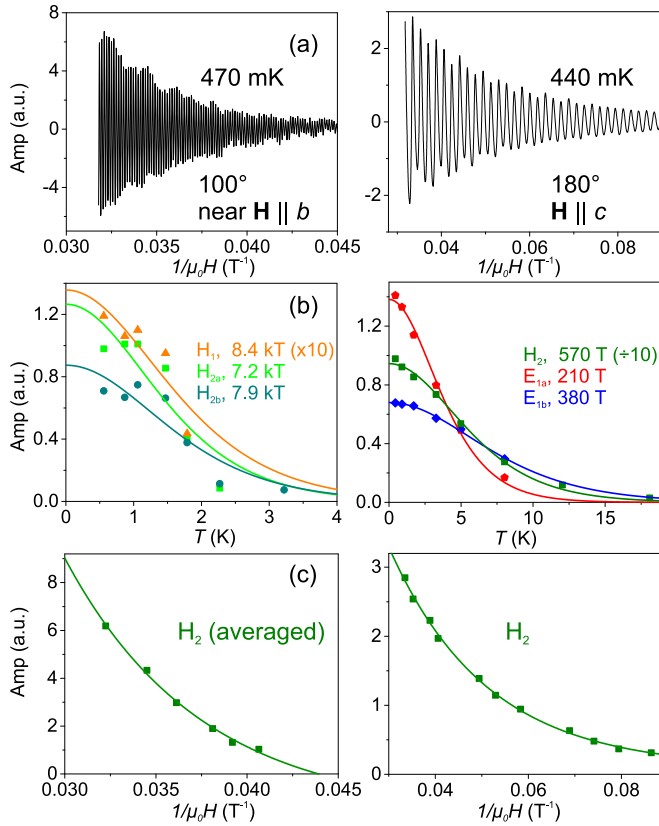 (a)
470 mK
100°
near H || b
Amp (a.u.)
8
4
0
-4
0.030
0.035
0.040
0.045
1/μ₀H (T⁻¹)
440 mK
180°
H || c
2
0
-2
0.04
0.06
0.08
1/μ₀H (T⁻¹)
(b)
H₁, 8.4 kT (x10)
H₂ₐ, 7.2 kT
H₂b, 7.9 kT
Amp (a.u.)
1.2
0.8
0.4
0.0
0
1
2
3
4
T (K)
H₂, 570 T (÷10)
E₁ₐ, 210 T
E₁b, 380 T
1.2
0.8
0.4
0.0
0
5
10
15
T (K)
(c)
H₂ (averaged)
Amp (a.u.)
8
6
4
2
0
0.030
0.035
0.040
0.045
1/μ₀H (T⁻¹)
H₂
3
2
1
0
0.04
0.06
0.08
1/μ₀H (T⁻¹)